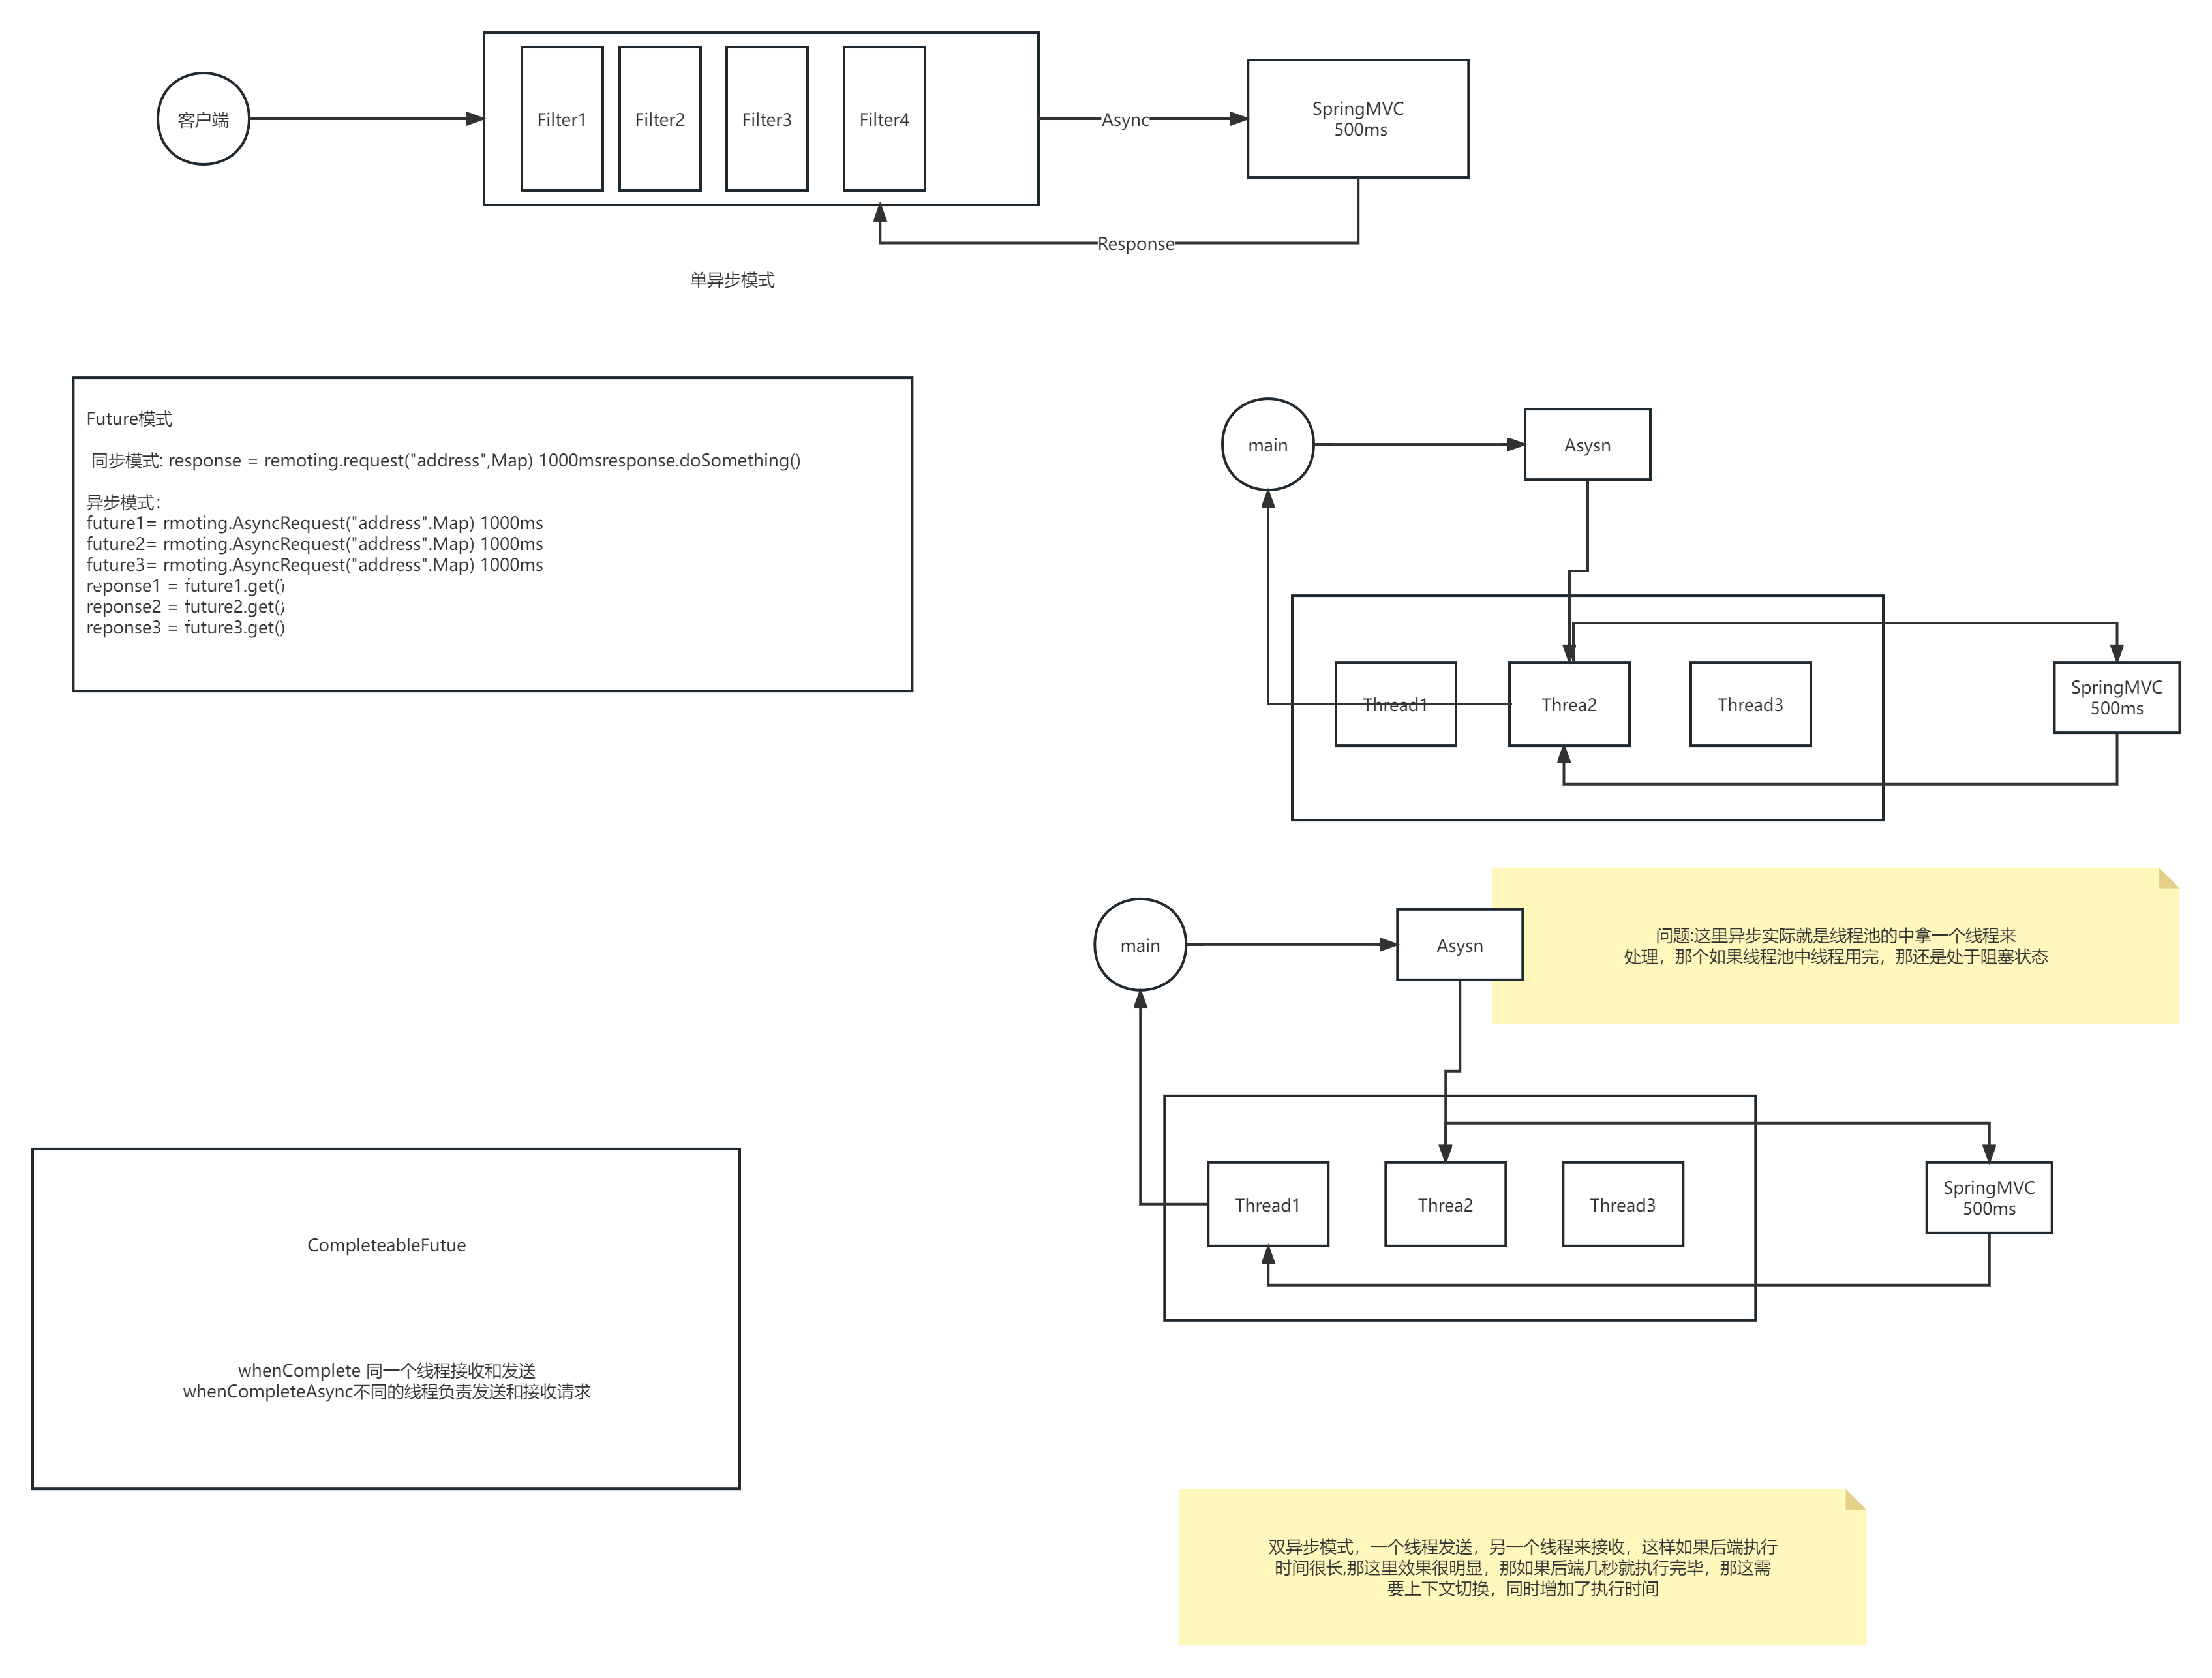 客户端
Filter1
Filter2
Filter3
Filter4
Async
SpringMVC
500ms
Response
单异步模式
Future模式
同步模式: response = remoting.request("address",Map) 1000msresponse.doSomething()
异步模式：
future1= rmoting.AsyncRequest("address".Map) 1000ms
future2= rmoting.AsyncRequest("address".Map) 1000ms
future3= rmoting.AsyncRequest("address".Map) 1000ms
reponse1 = future1.get()
reponse2 = future2.get()
reponse3 = future3.get()
main
Asysn
Thread1
Threa2
Thread3
SpringMVC
500ms
main
Asysn
问题:这里异步实际就是线程池的中拿一个线程来
处理，那个如果线程池中线程用完，那还是处于阻塞状态
Thread1
Threa2
Thread3
SpringMVC
500ms
CompleteableFutue
whenComplete 同一个线程接收和发送
whenCompleteAsync不同的线程负责发送和接收请求
双异步模式，一个线程发送，另一个线程来接收，这样如果后端执行
时间很长,那这里效果很明显，那如果后端几秒就执行完毕，那这需
要上下文切换，同时增加了执行时间